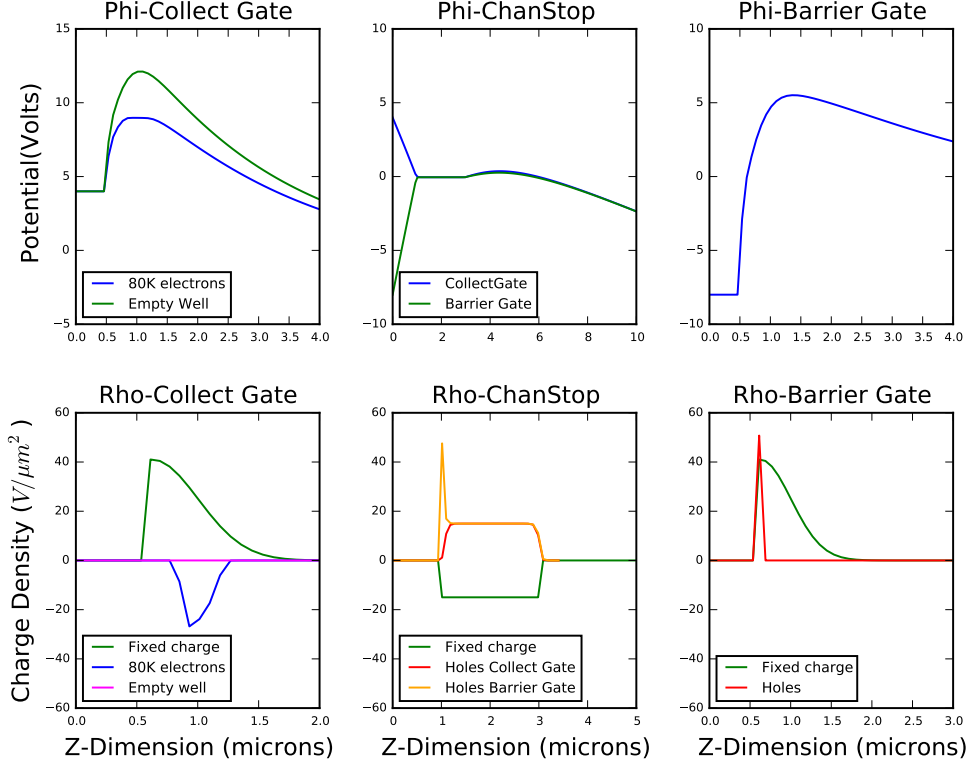 Phi-Collect Gate
Phi-ChanStop
Phi-Barrier Gate
Potential(Volts)
15
10
5
0
−5
0.0 0.5 1.0 1.5 2.0 2.5 3.0 3.5 4.0
80K electrons
Empty Well
10
5
0
−5
−10
0 2 4 6 8 10
CollectGate
Barrier Gate
10
5
0
−5
−10
0.0 0.5 1.0 1.5 2.0 2.5 3.0 3.5 4.0
Rho-Collect Gate
Rho-ChanStop
Rho-Barrier Gate
Charge Density (V/μm²)
60
40
20
0
−20
−40
−60
0.0 0.5 1.0 1.5 2.0
Fixed charge
80K electrons
Empty well
Z-Dimension (microns)
60
40
20
0
−20
−40
−60
0 1 2 3 4 5
Fixed charge
Holes Collect Gate
Holes Barrier Gate
Z-Dimension (microns)
60
40
20
0
−20
−40
−60
0.0 0.5 1.0 1.5 2.0 2.5 3.0
Fixed charge
Holes
Z-Dimension (microns)